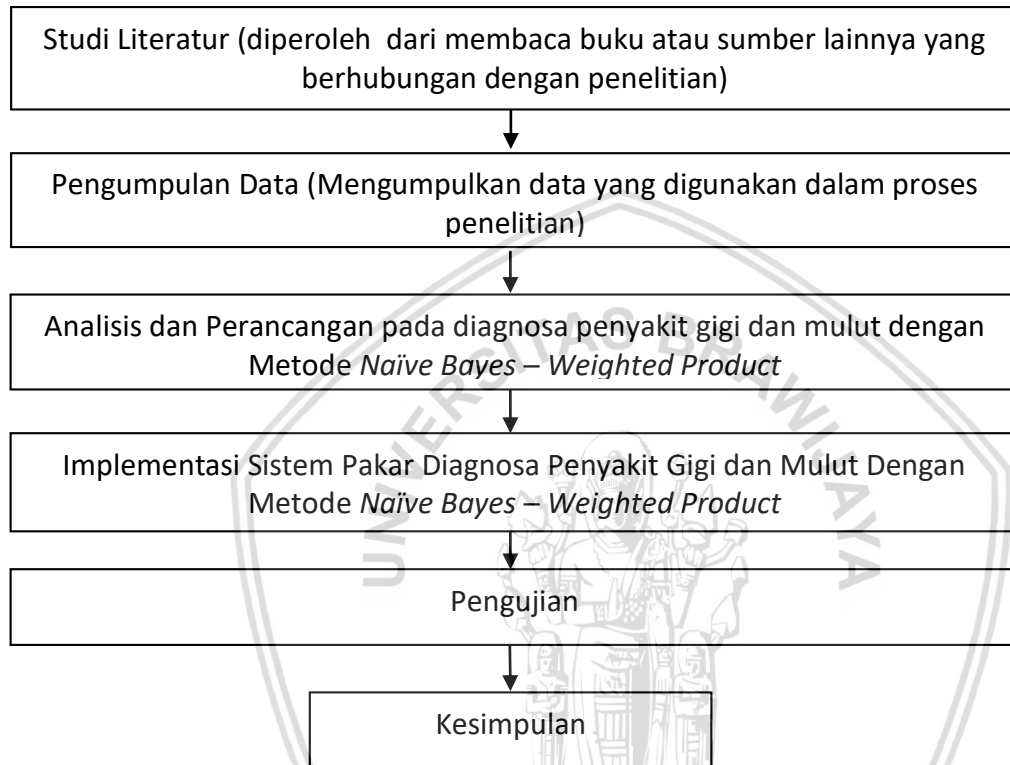 Studi Literatur (diperoleh dari membaca buku atau sumber lainnya yang
berhubungan dengan penelitian)
Pengumpulan Data (Mengumpulkan data yang digunakan dalam proses
penelitian)
Analisis dan Perancangan pada diagnosa penyakit gigi dan mulut dengan
Metode Naïve Bayes – Weighted Product
Implementasi Sistem Pakar Diagnosa Penyakit Gigi dan Mulut Dengan
Metode Naïve Bayes – Weighted Product
Pengujian
Kesimpulan
UNIVERSITAS BRAWIJAYA